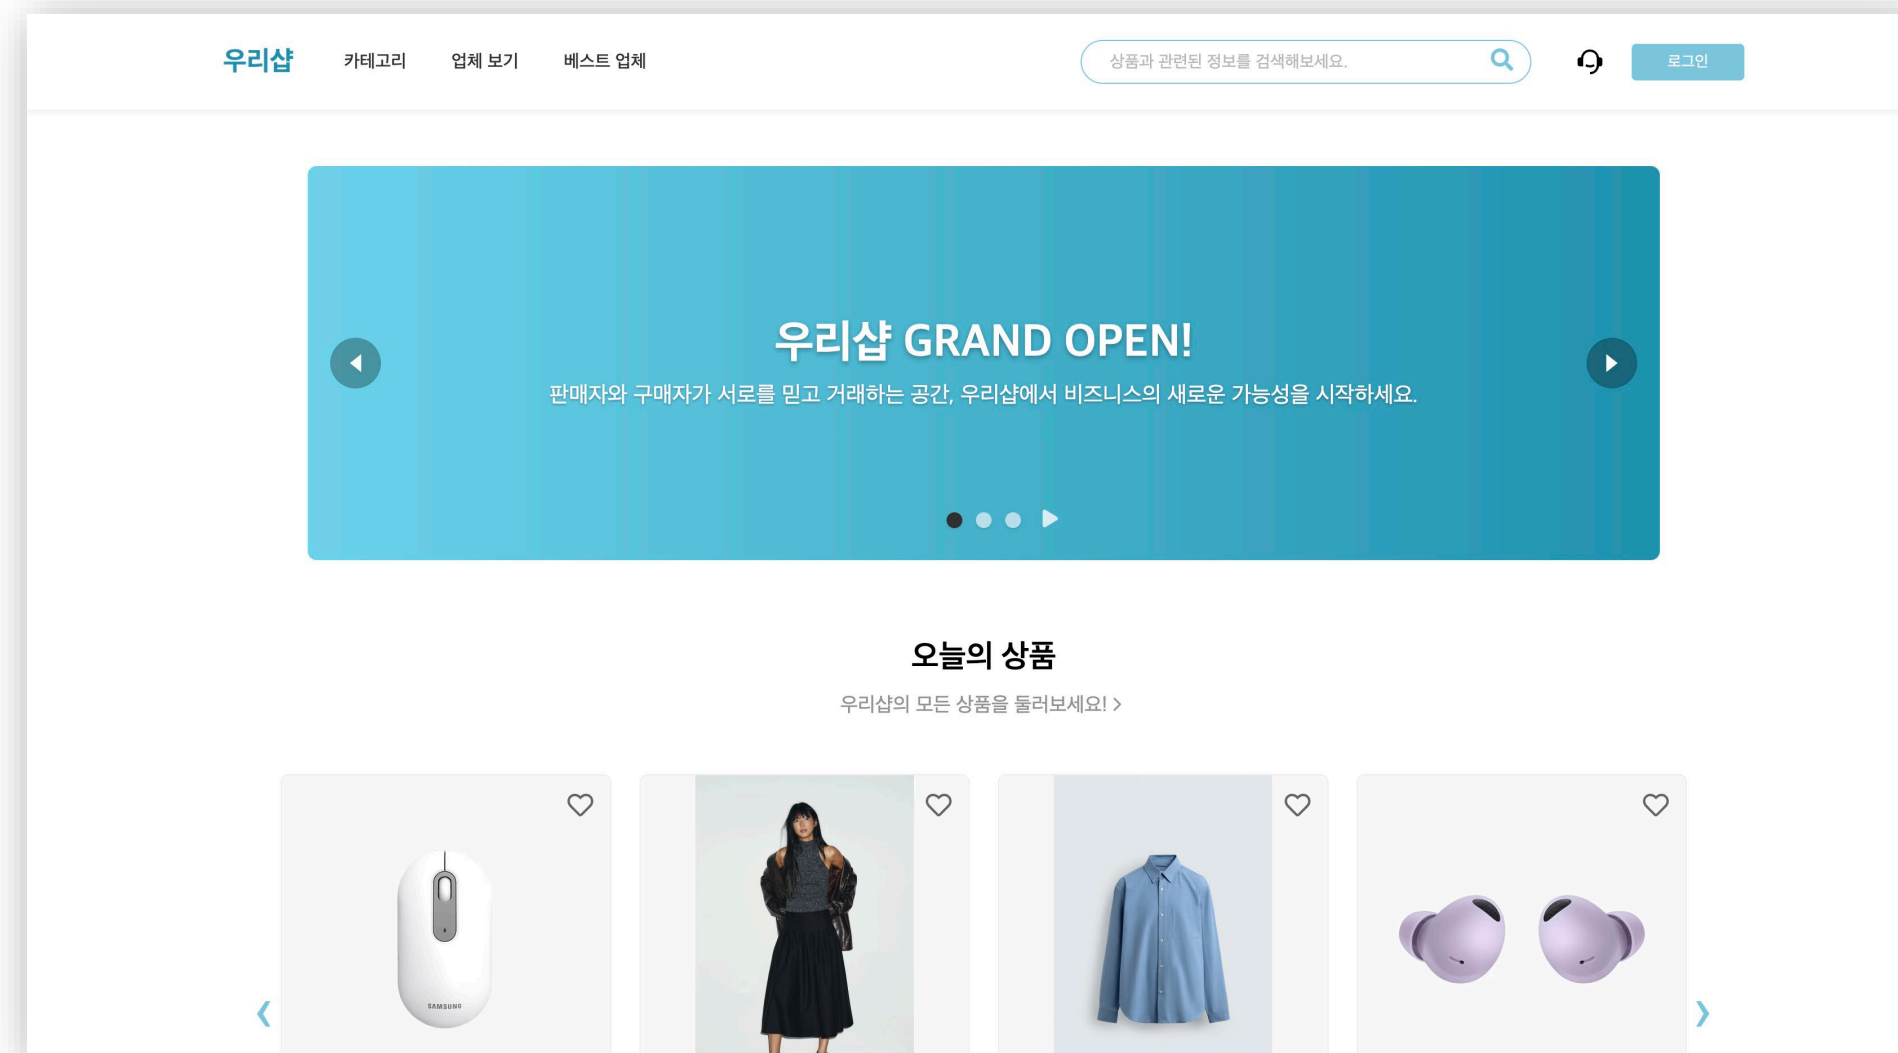 우리샵
카테고리
업체 보기
베스트 업체
상품과 관련된 정보를 검색해보세요.
로그인
우리샵 GRAND OPEN!
판매자와 구매자가 서로를 믿고 거래하는 공간, 우리샵에서 비즈니스의 새로운 가능성을 시작하세요.
오늘의 상품
우리샵의 모든 상품을 둘러보세요! >
SAMSUNG